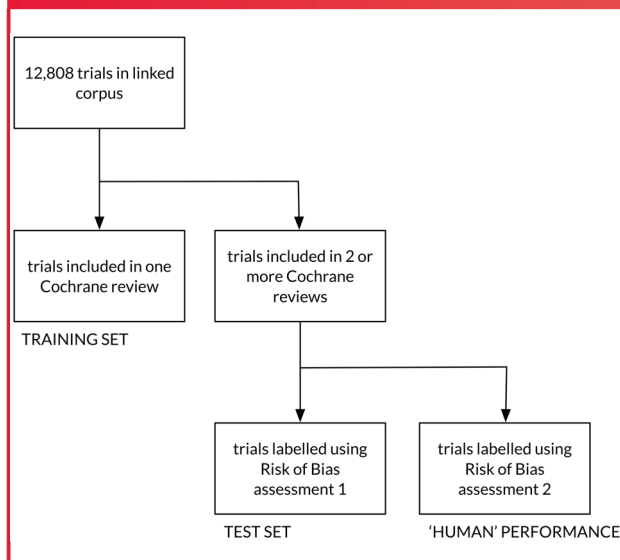 12,808 trials in linked
corpus
trials included in one
Cochrane review
TRAINING SET
trials included in 2 or
more Cochrane
reviews
trials labelled using
Risk of Bias
assessment 1
TEST SET
trials labelled using
Risk of Bias
assessment 2
‘HUMAN’ PERFORMANCE